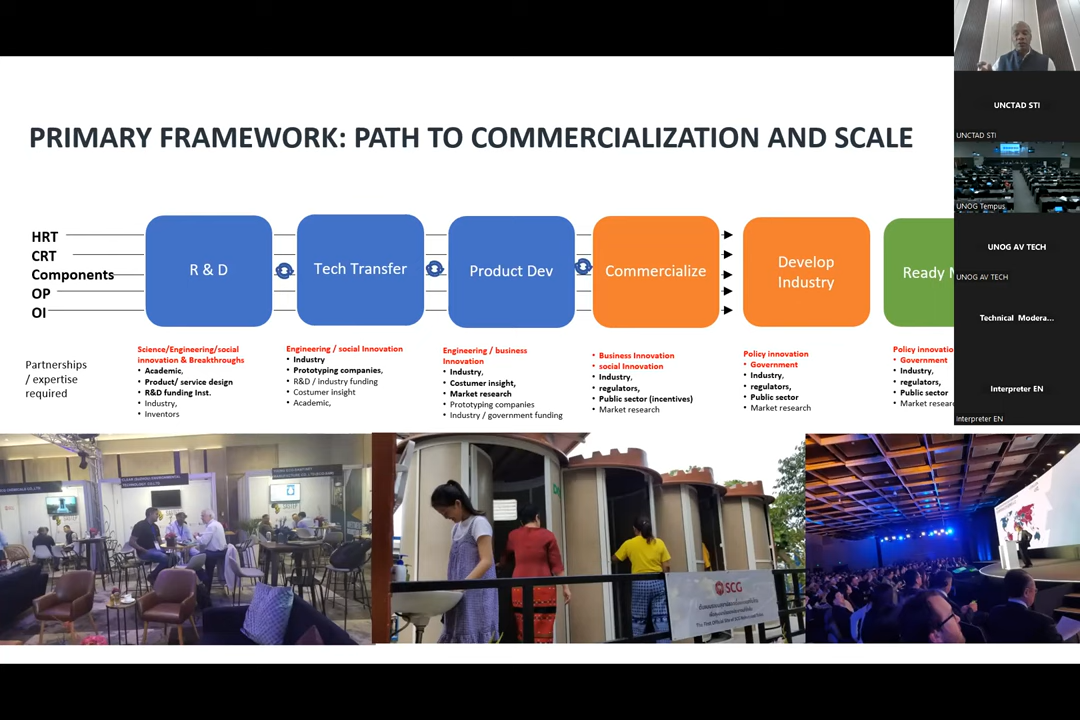 PRIMARY FRAMEWORK: PATH TO COMMERCIALIZATION AND SCALE
HRT
CRT
Components
OP
OI
R & D
Tech Transfer
Product Dev
Commercialize
Develop
Industry
Ready
Partnerships
/ expertise
required
Science/Engineering/social
innovation & Breakthroughs
• Academic,
• Product/ service design
• R&D funding Inst.
• Industry,
• Inventors
Engineering / social Innovation
• Industry
• Prototyping companies,
• R&D / industry funding
• Costumer insight
• Academic,
Engineering / business
Innovation
• Industry,
• Costumer insight,
• Market research
• Prototyping companies
• Industry / government funding
• Business Innovation
• social Innovation
• Industry,
• regulators,
• Public sector (incentives)
• Market research
Policy innovation
• Government
• Industry,
• regulators,
• Public sector
• Market research
Policy innovatio
• Government
• Industry,
• regulators,
• Public sector
• Market resear
UNCTAD STI
UNCTAD STI
UNOG Tempus
UNOG AV TECH
UNOG AV TECH
Technical Modera...
Interpreter EN
Interpreter EN
SCG